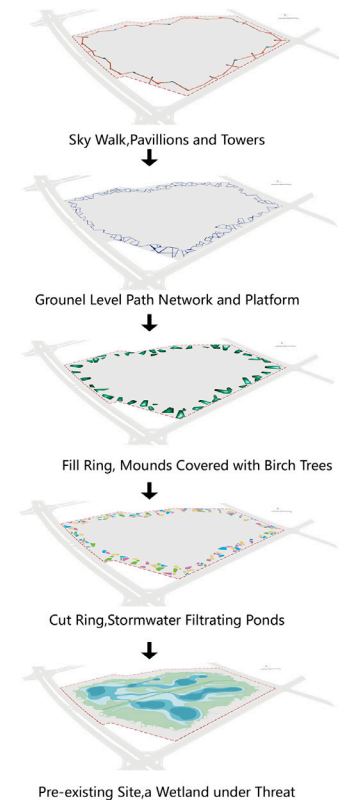 Sky Walk,Pavillions and Towers
Grounel Level Path Network and Platform
Fill Ring, Mounds Covered with Birch Trees
Cut Ring,Stormwater Filtrating Ponds
Pre-existing Site,a Wetland under Threat